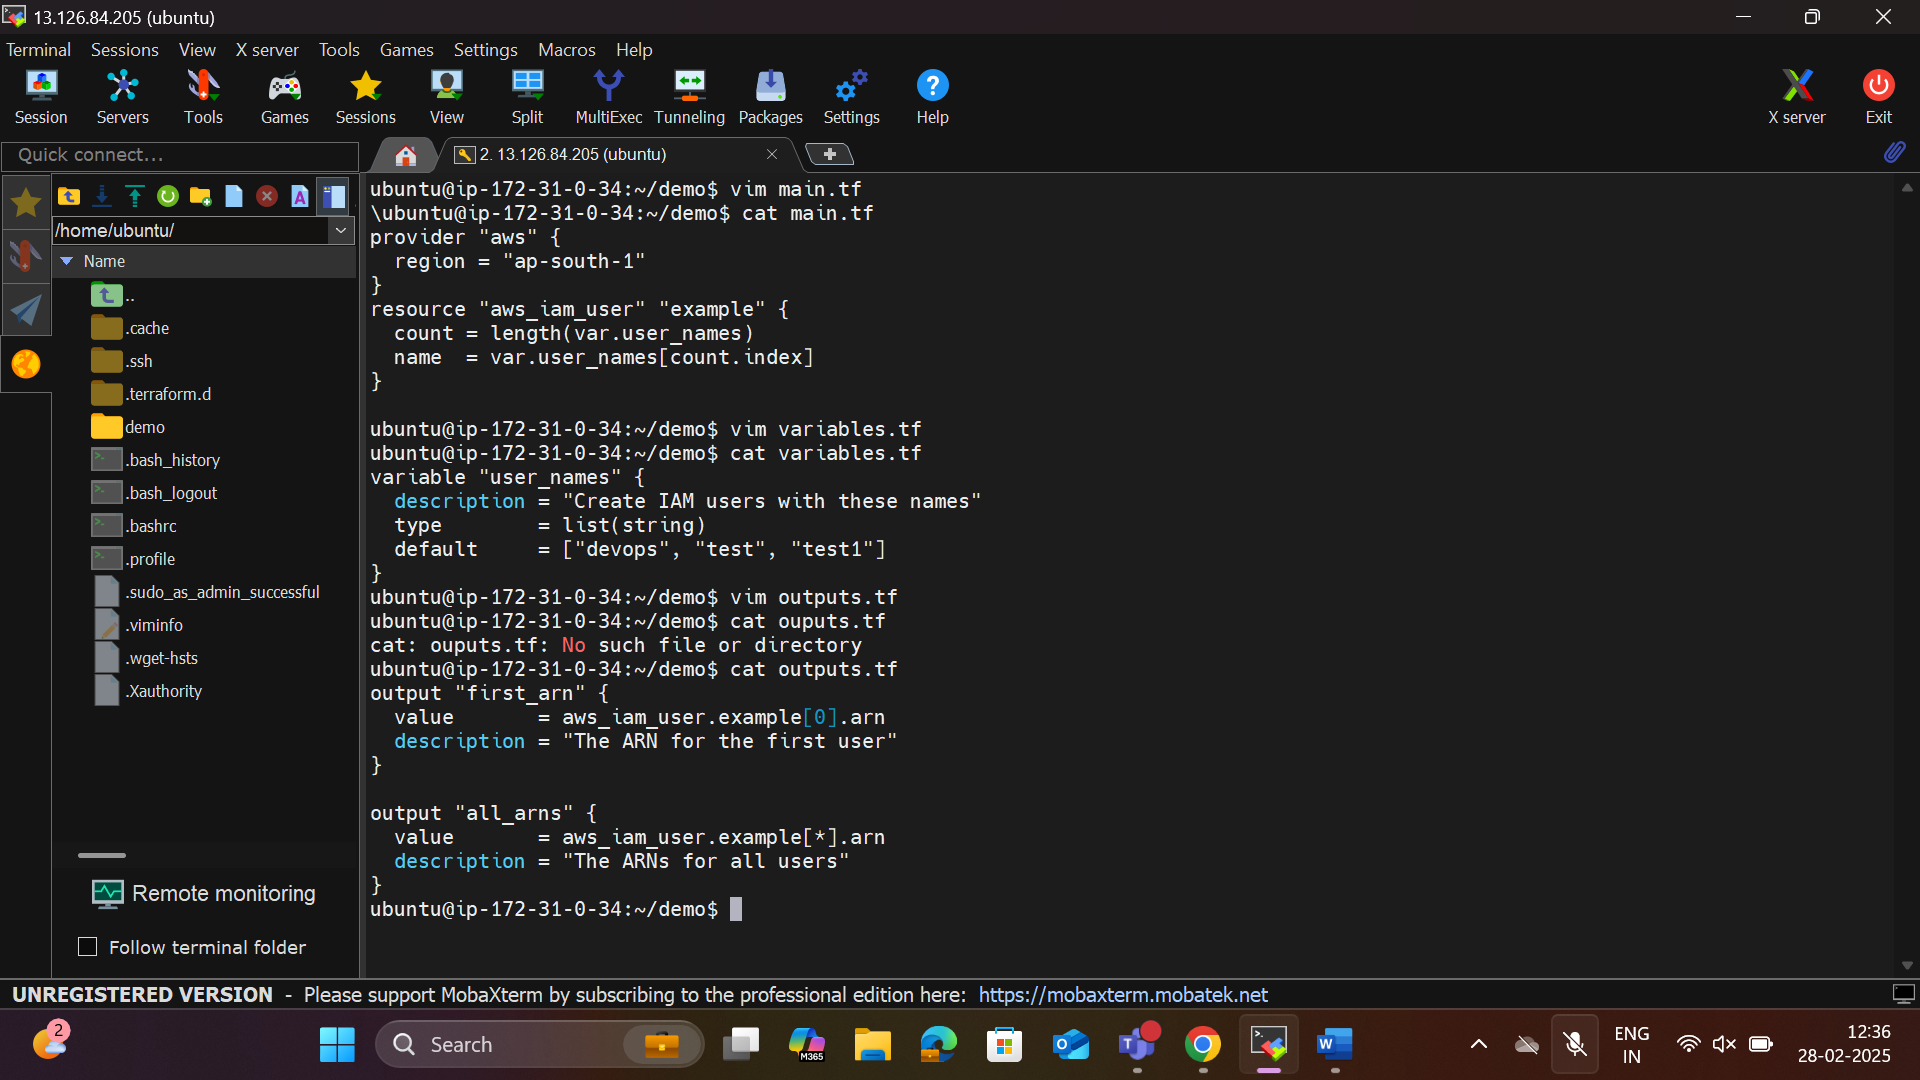 13.126.84.205 (ubuntu)
Terminal Sessions View X server Tools Games Settings Macros Help
Session Servers Tools Games Sessions View Split MultiExec Tunneling Packages Settings Help X server Exit
Quick connect...
2. 13.126.84.205 (ubuntu)
/home/ubuntu/
Name
..
.cache
.ssh
.terraform.d
demo
.bash_history
.bash_logout
.bashrc
.profile
.sudo_as_admin_successful
.viminfo
.wget-hsts
.Xauthority
Remote monitoring
Follow terminal folder
ubuntu@ip-172-31-0-34:~/demo$ vim main.tf
\ubuntu@ip-172-31-0-34:~/demo$ cat main.tf
provider "aws" {
  region = "ap-south-1"
}
resource "aws_iam_user" "example" {
  count = length(var.user_names)
  name  = var.user_names[count.index]
}
ubuntu@ip-172-31-0-34:~/demo$ vim variables.tf
ubuntu@ip-172-31-0-34:~/demo$ cat variables.tf
variable "user_names" {
  description = "Create IAM users with these names"
  type        = list(string)
  default     = ["devops", "test", "test1"]
}
ubuntu@ip-172-31-0-34:~/demo$ vim outputs.tf
ubuntu@ip-172-31-0-34:~/demo$ cat ouputs.tf
cat: ouputs.tf: No such file or directory
ubuntu@ip-172-31-0-34:~/demo$ cat outputs.tf
output "first_arn" {
  value       = aws_iam_user.example[0].arn
  description = "The ARN for the first user"
}
output "all_arns" {
  value       = aws_iam_user.example[*].arn
  description = "The ARNs for all users"
}
ubuntu@ip-172-31-0-34:~/demo$
UNREGISTERED VERSION - Please support MobaXterm by subscribing to the professional edition here: https://mobaxterm.mobatek.net
2
Search
M365
ENG
IN
12:36
28-02-2025